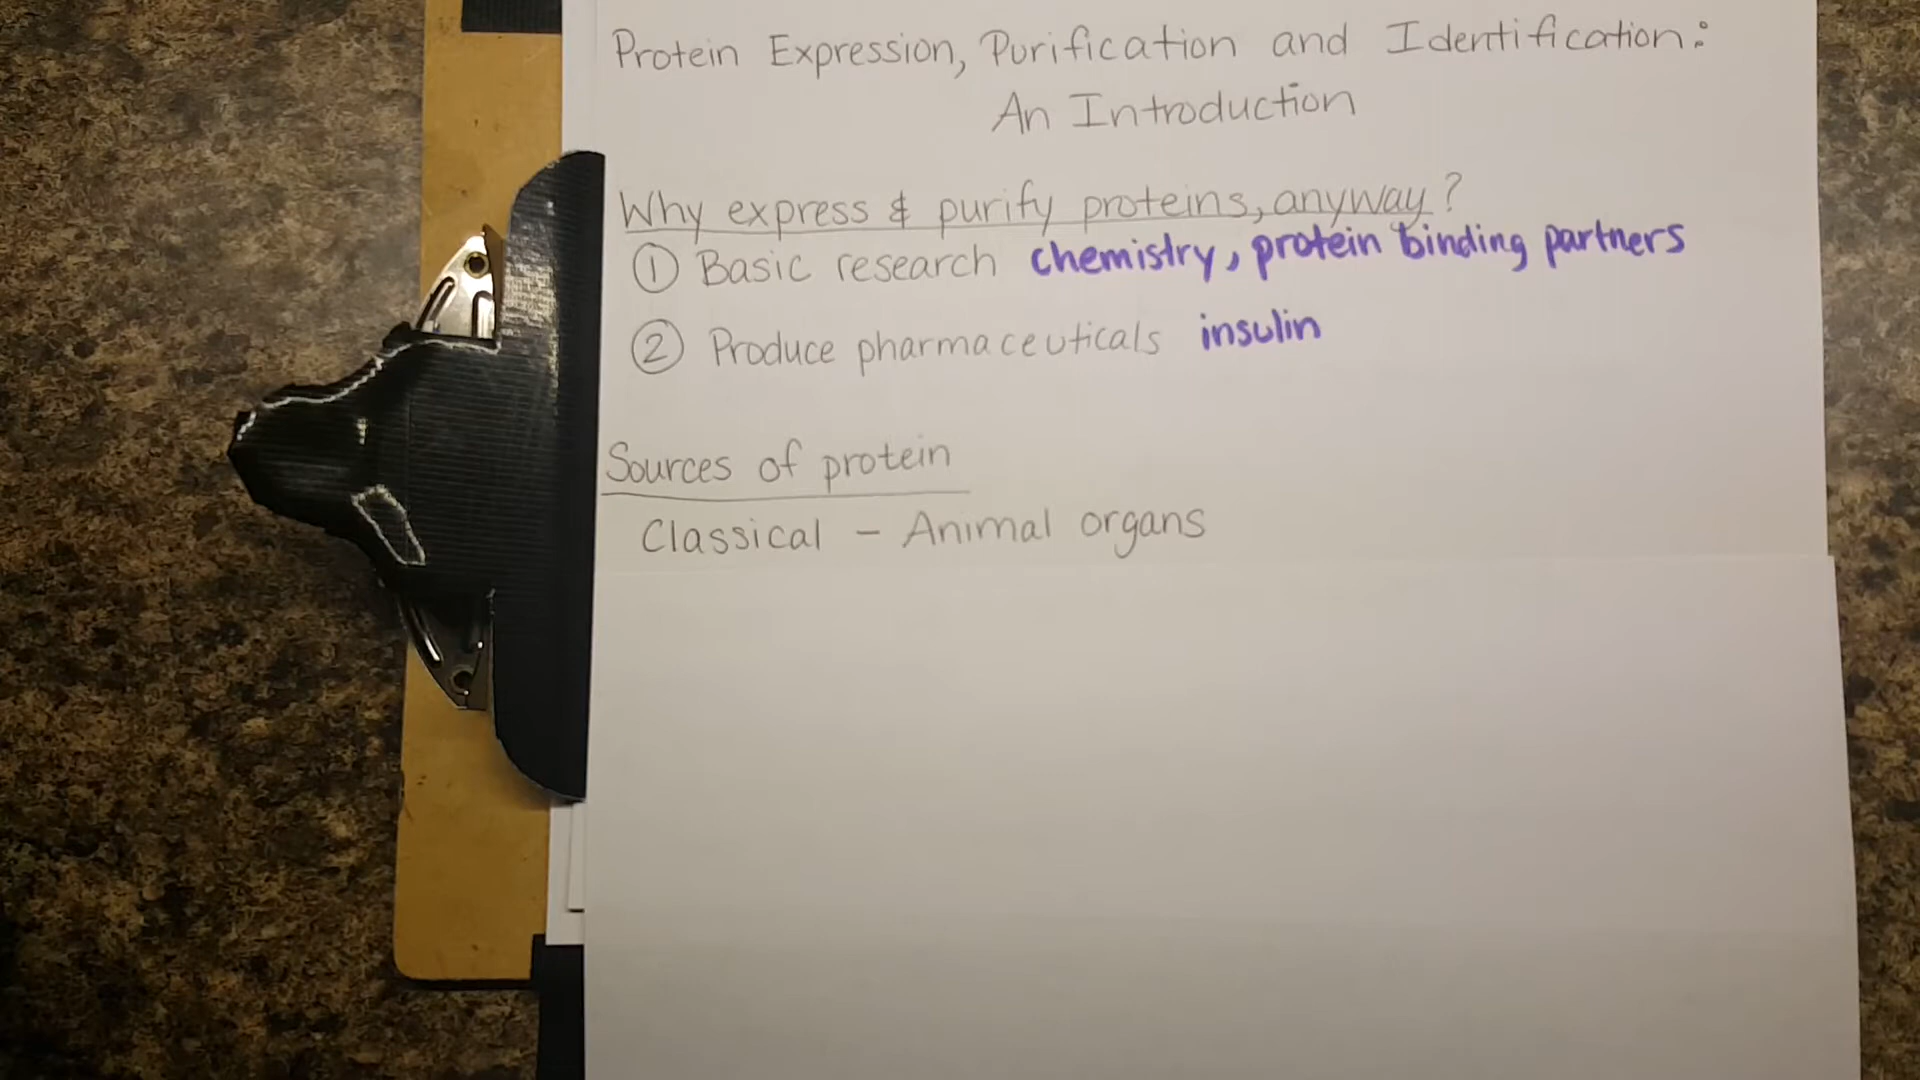 Protein Expression, Purification and Identification:
An Introduction
Why express & purify proteins, anyway?
① Basic research chemistry, protein binding partners
② Produce pharmaceuticals insulin
Sources of protein
Classical - Animal organs